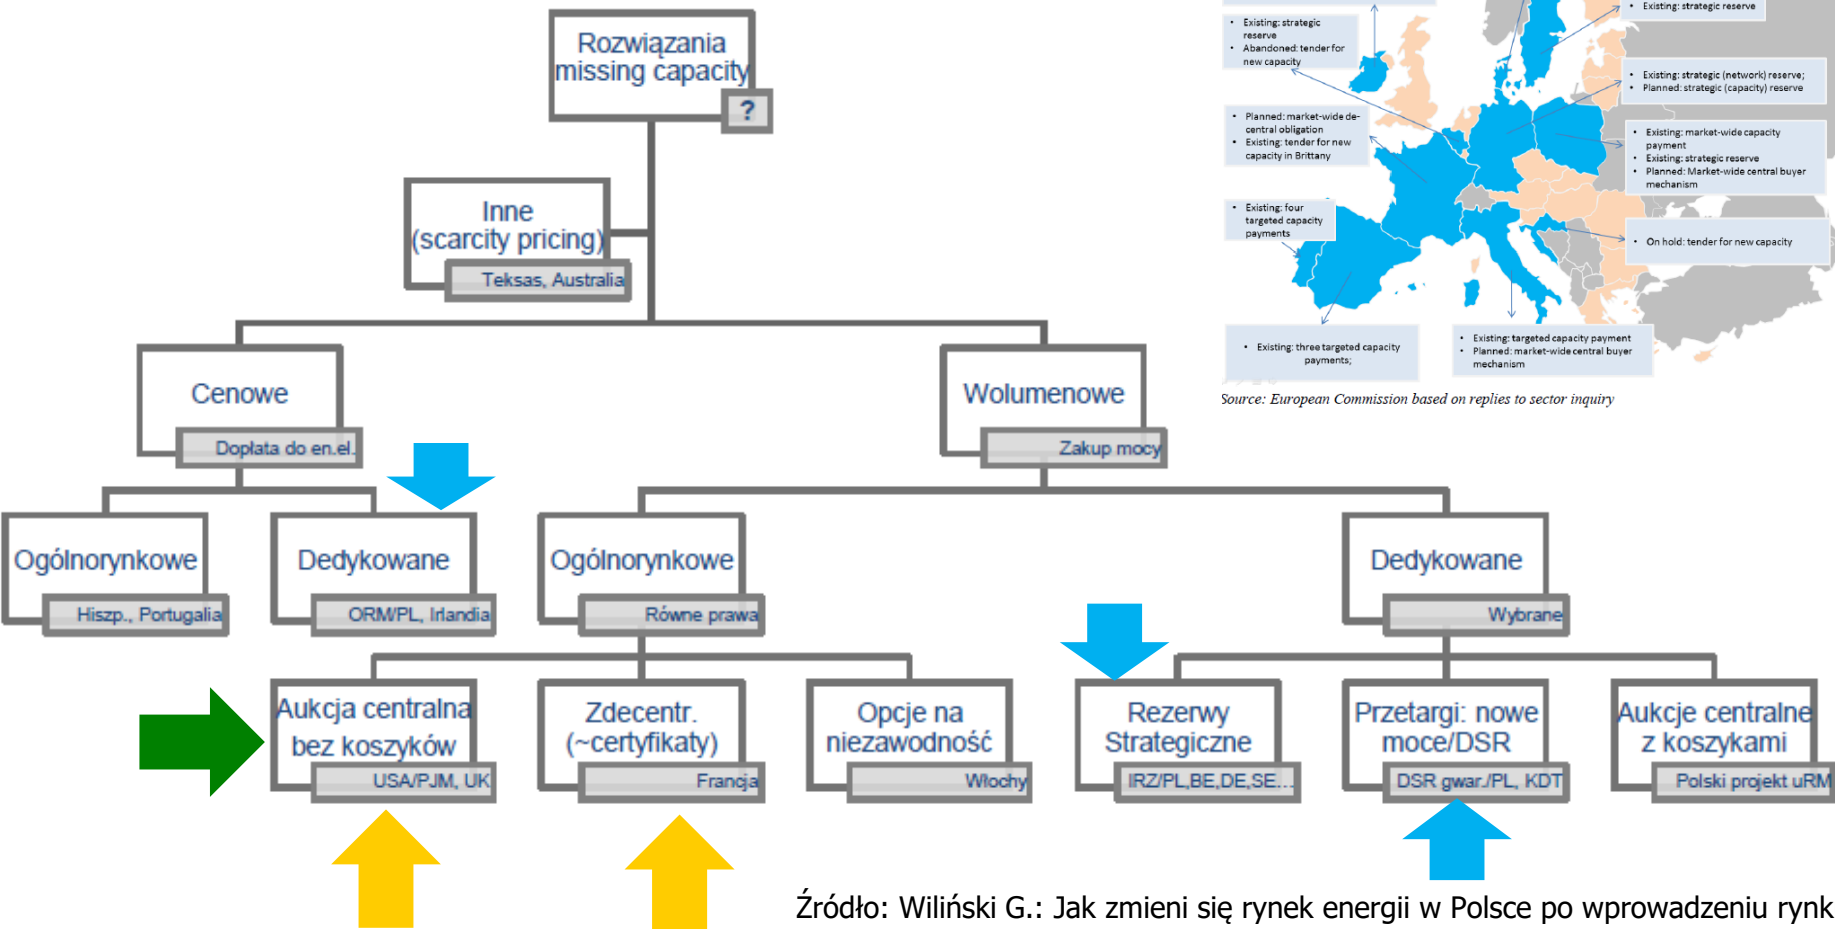 Rozwiązania
missing capacity
?
Inne
(scarcity pricing)
Teksas, Australia
Cenowe
Dopłata do en.el.
Wolumenowe
Zakup mocy
Ogólnorynkowe
Hiszp., Portugalia
Dedykowane
ORM/PL, Irlandia
Ogólnorynkowe
Równe prawa
Dedykowane
Wybrane
Aukcja centralna
bez koszyków
USA/PJM, UK
Zdecentr.
(~certyfikaty)
Francja
Opcje na
niezawodność
Włochy
Rezerwy
Strategiczne
IRZ/PL,BE,DE,SE...
Przetargi: nowe
moce/DSR
DSR gwar./PL, KDT
Aukcje centralne
z koszykami
Polski projekt uRM
• Existing: strategic reserve
• Existing: strategic
reserve
• Abandoned: tender for
new capacity
• Existing: strategic (network) reserve;
• Planned: strategic (capacity) reserve
• Planned: market-wide de-
central obligation
• Existing: tender for new
capacity in Brittany
• Existing: market-wide capacity
payment
• Existing: strategic reserve
• Planned: Market-wide central buyer
mechanism
• Existing: four
targeted capacity
payments
• On hold: tender for new capacity
• Existing: three targeted capacity
payments;
• Existing: targeted capacity payment
• Planned: market-wide central buyer
mechanism
Source: European Commission based on replies to sector inquiry
Źródło: Wiliński G.: Jak zmieni się rynek energii w Polsce po wprowadzeniu rynk